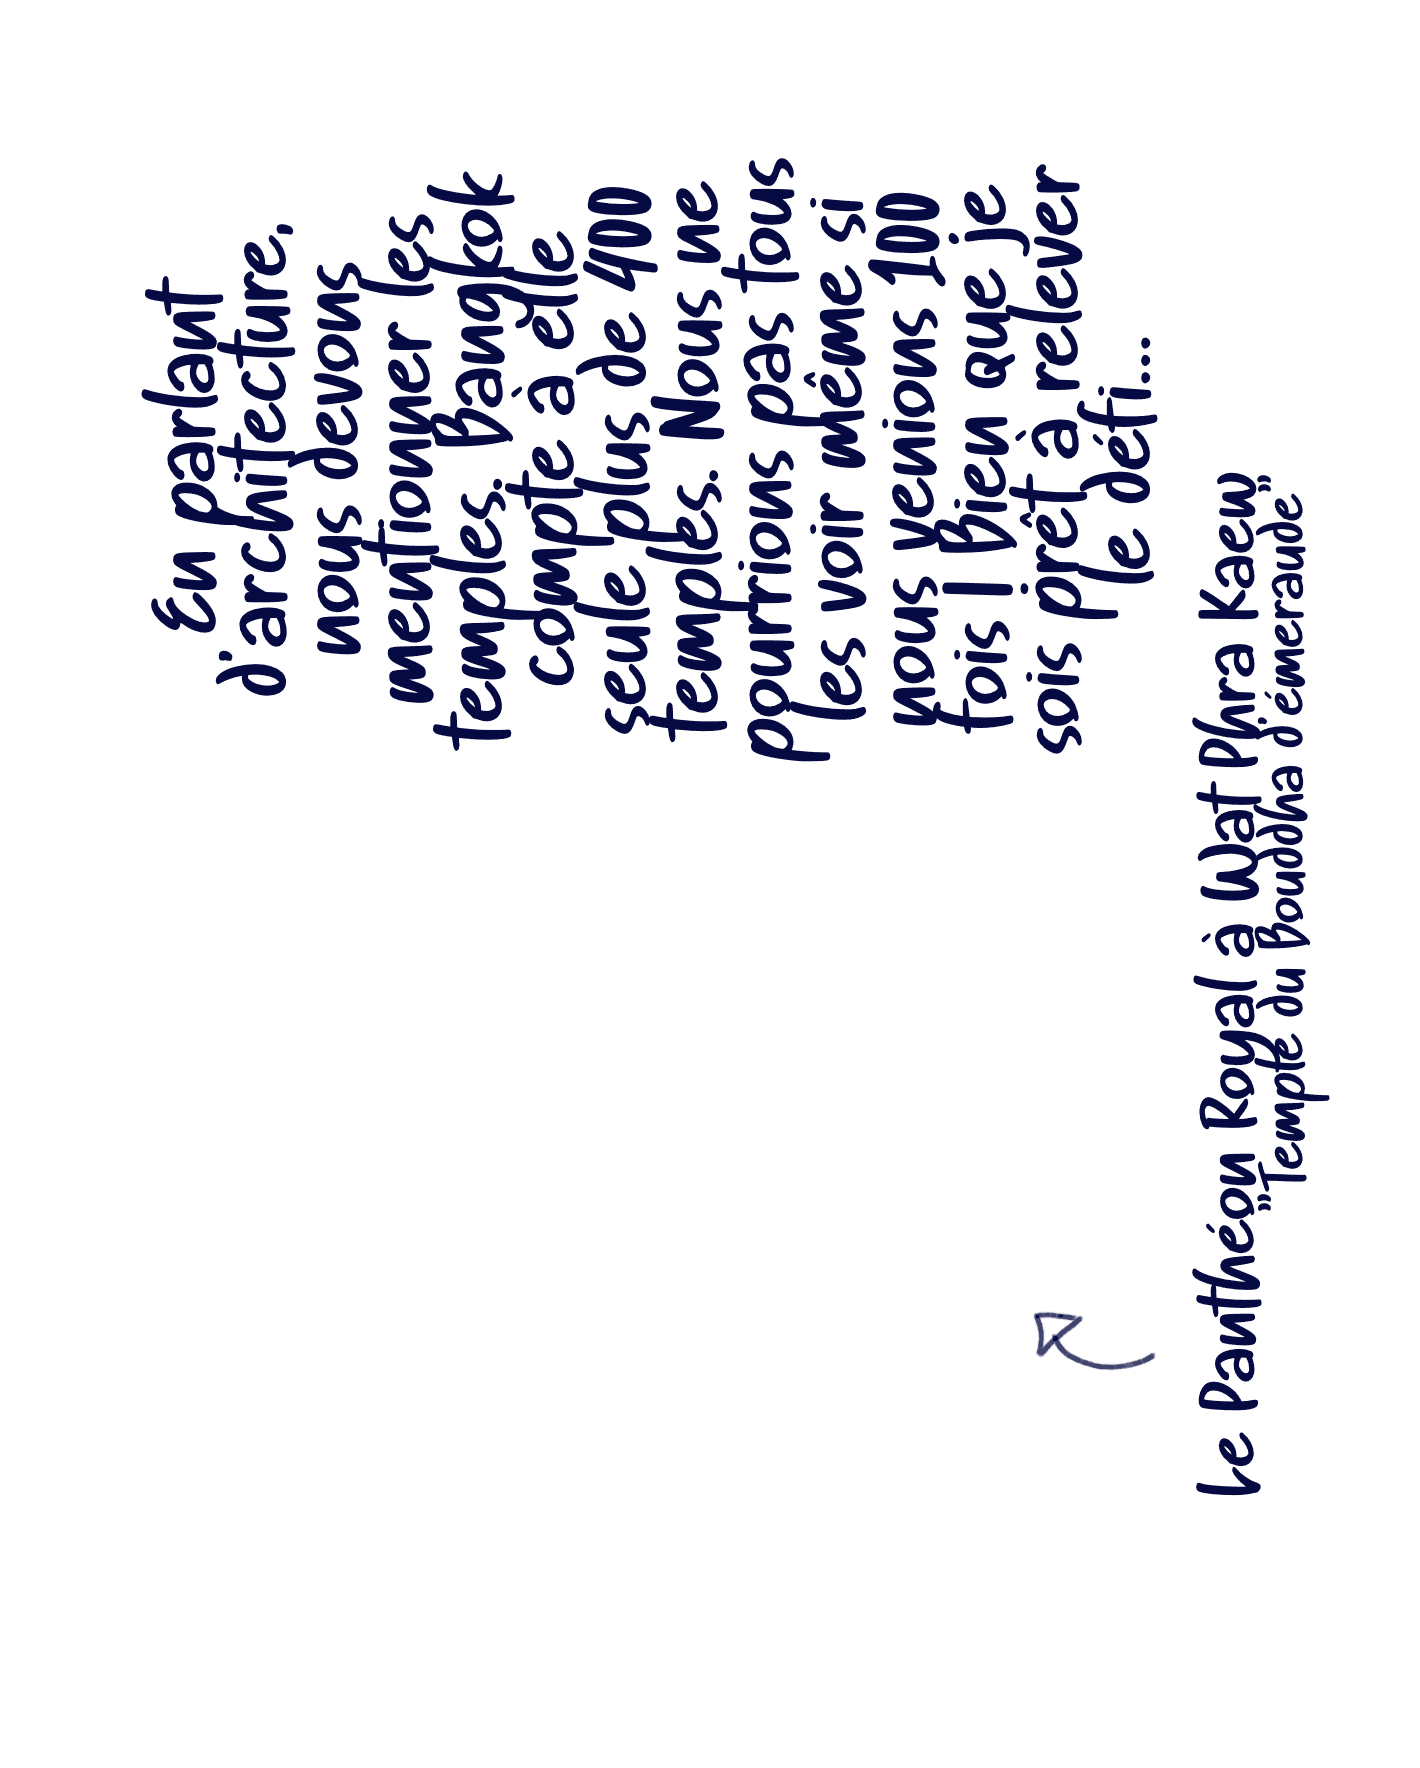 En parlant
d'architecture,
nous devons
mentionner les
temples. Bangkok
compte à elle
seule plus de 400
temples. Nous ne
pourrions pas tous
les voir même si
nous venions 100
fois ! Bien que je
sois prêt à relever
le défi...
Le Panthéon Royal à Wat Phra Kaew
"Temple du Bouddha d'émeraude"